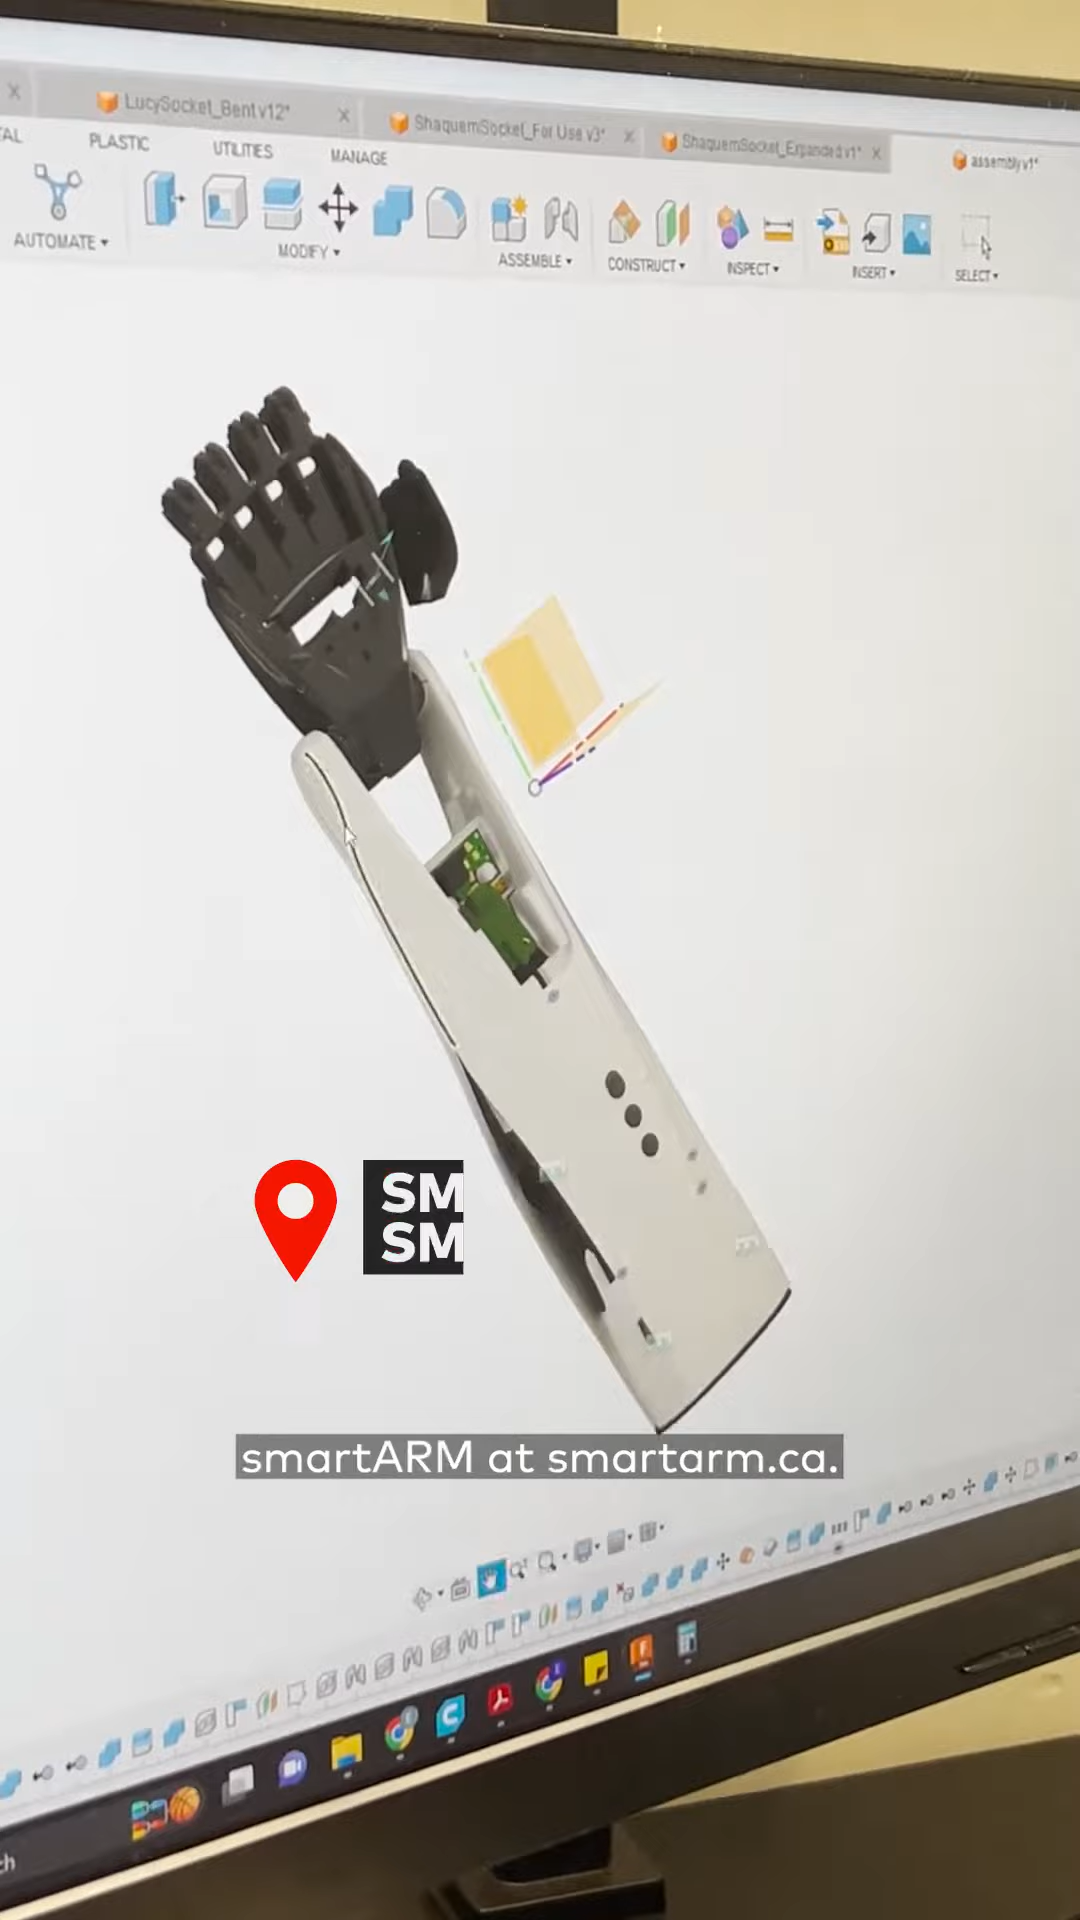 LucySocket_Bent v12*
ShaquemSocket_For Use v3*
ShaquemSocket_Expanded v1*
assembly v1*
PLASTIC
UTILITIES
MANAGE
AUTOMATE
MODIFY
ASSEMBLE
CONSTRUCT
INSPECT
INSERT
SELECT
SM
SM
smartARM at smartarm.ca.